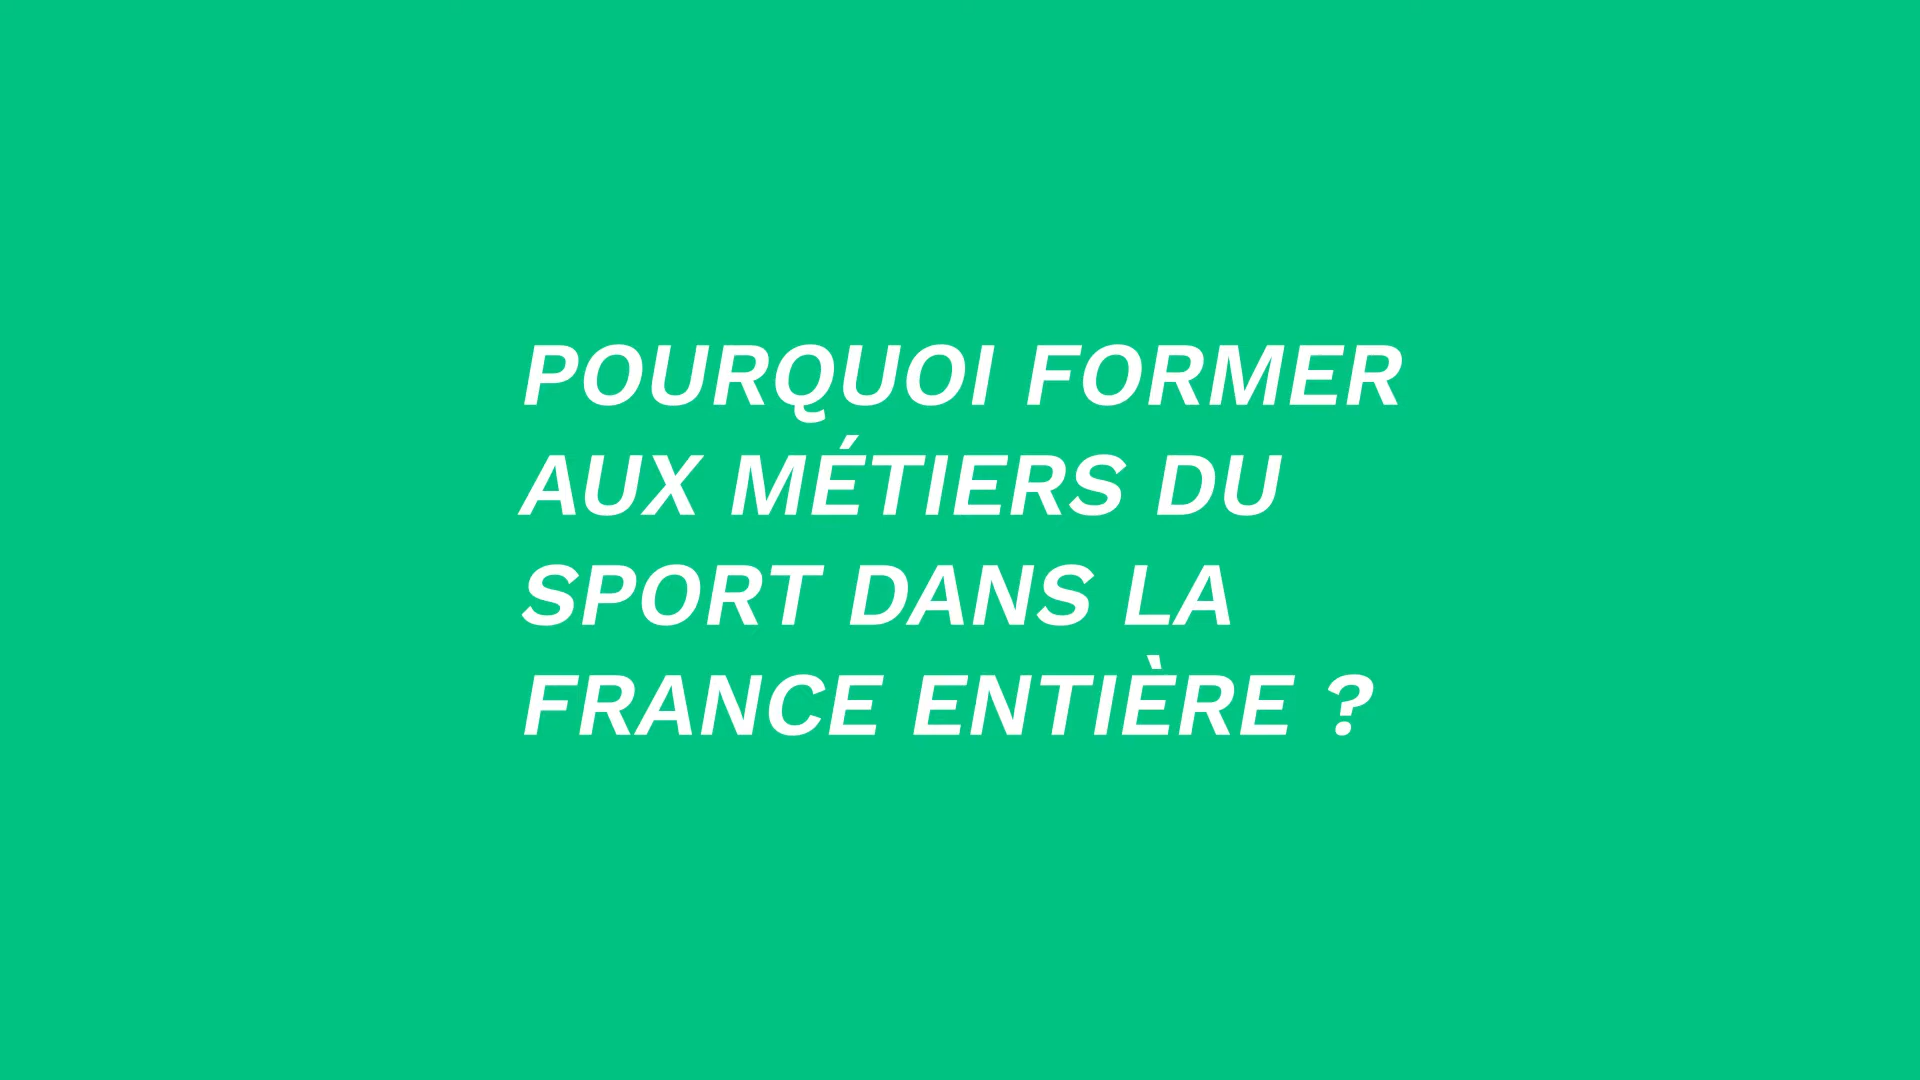 POURQUOI FORMER
AUX MÉTIERS DU
SPORT DANS LA
FRANCE ENTIÈRE ?